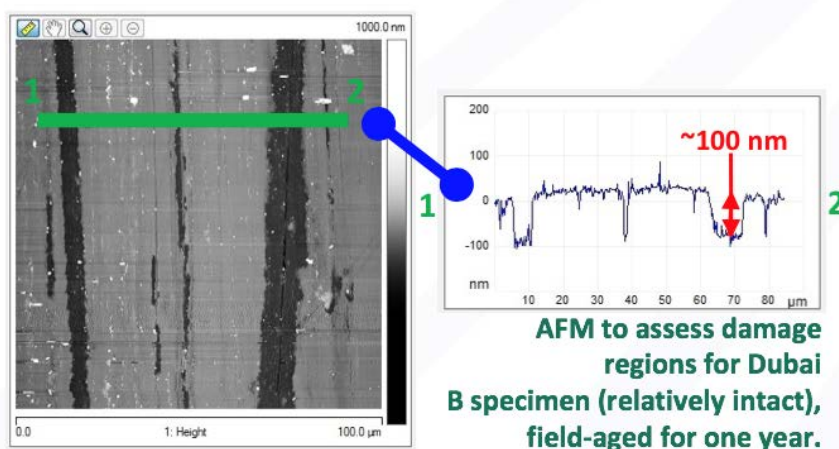 1000.0 nm
1
2
0.0
1: Height
100.0 µm
200
100
0
-100
nm
10
20
30
40
50
60
70
80
µm
~100 nm
1
2
AFM to assess damage
regions for Dubai
B specimen (relatively intact),
field-aged for one year.